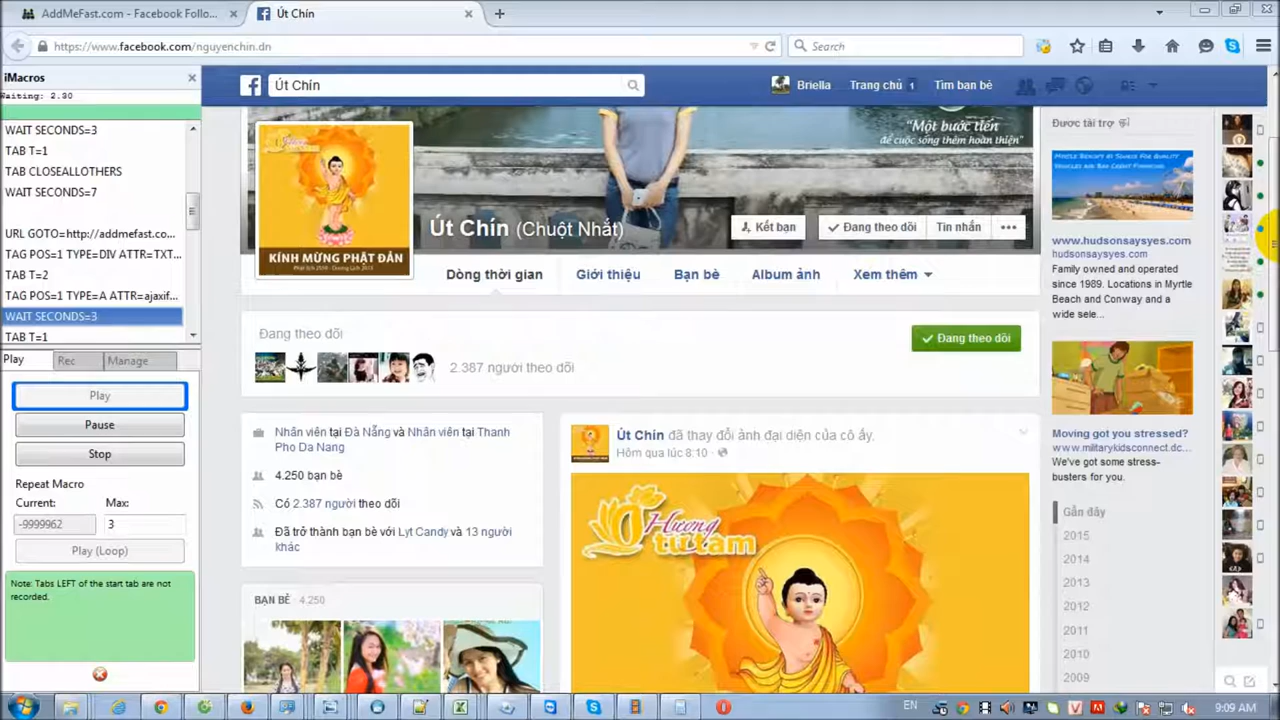 AddMeFast.com - Facebook Follo...
Út Chín
https://www.facebook.com/nguyenchin.dn
Search
iMacros
Waiting: 2.30
WAIT SECONDS=3
TAB T=1
TAB CLOSEALLOTHERS
WAIT SECONDS=7
URL GOTO=http://addmefast.co...
TAG POS=1 TYPE=DIV ATTR=TXT...
TAB T=2
TAG POS=1 TYPE=A ATTR=ajaxif...
WAIT SECONDS=3
TAB T=1
Play
Rec
Manage
Play
Pause
Stop
Repeat Macro
Current:
Max:
-9999962
3
Play (Loop)
Note: Tabs LEFT of the start tab are not
recorded.
Út Chín
Briella
Trang chủ 1
Tìm bạn bè
"Một bước tiến
để cuộc sống thêm hoàn thiện"
KÍNH MỪNG PHẬT ĐẢN
Út Chín (Chuột Nhắt)
Kết bạn
Đang theo dõi
Nhắn tin
Dòng thời gian
Giới thiệu
Bạn bè
Album ảnh
Xem thêm
Đang theo dõi
2.387 người theo dõi
Đang theo dõi
Nhân viên tại Đà Nẵng và Nhân viên tại Thanh
Pho Da Nang
4.250 bạn bè
Có 2.387 người theo dõi
Đã trở thành bạn bè với Lyt Candy và 13 người
khác
BẠN BÈ · 4.250
Út Chín đã thay đổi ảnh đại diện của cô ấy.
Hôm qua lúc 8:10
Hương
từ tâm
Được tài trợ
www.hudsonsayyes.com
hudsonsayyes.com
Family owned and operated
since 1989. Locations in Myrtle
Beach and Conway and a
wide sele...
Moving got you stressed?
www.militarykidsconnect.dc...
We've got some stress-
busters for you.
Gần đây
2015
2014
2013
2012
2011
2010
2009
EN
9:09 AM